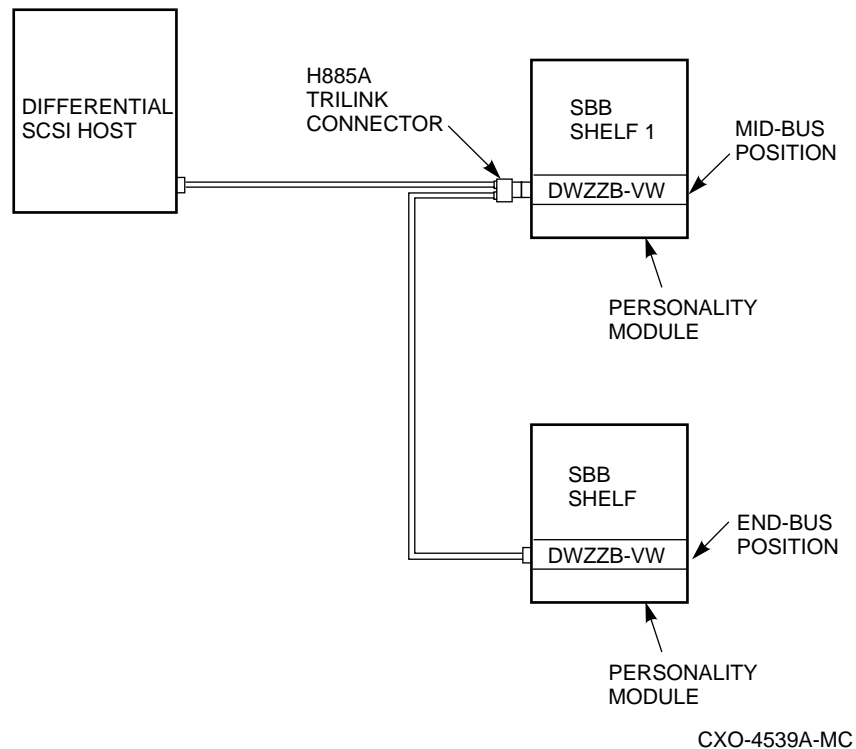 DIFFERENTIAL
SCSI HOST
H885A
TRILINK
CONNECTOR
SBB
SHELF 1
MID-BUS
POSITION
DWZZB-VW
PERSONALITY
MODULE
SBB
SHELF
END-BUS
POSITION
DWZZB-VW
PERSONALITY
MODULE
CXO-4539A-MC